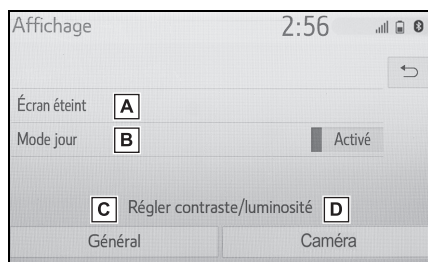 Affichage 2:56
Écran éteint A
Mode jour B Activé
C Régler contraste/luminosité D
Général Caméra